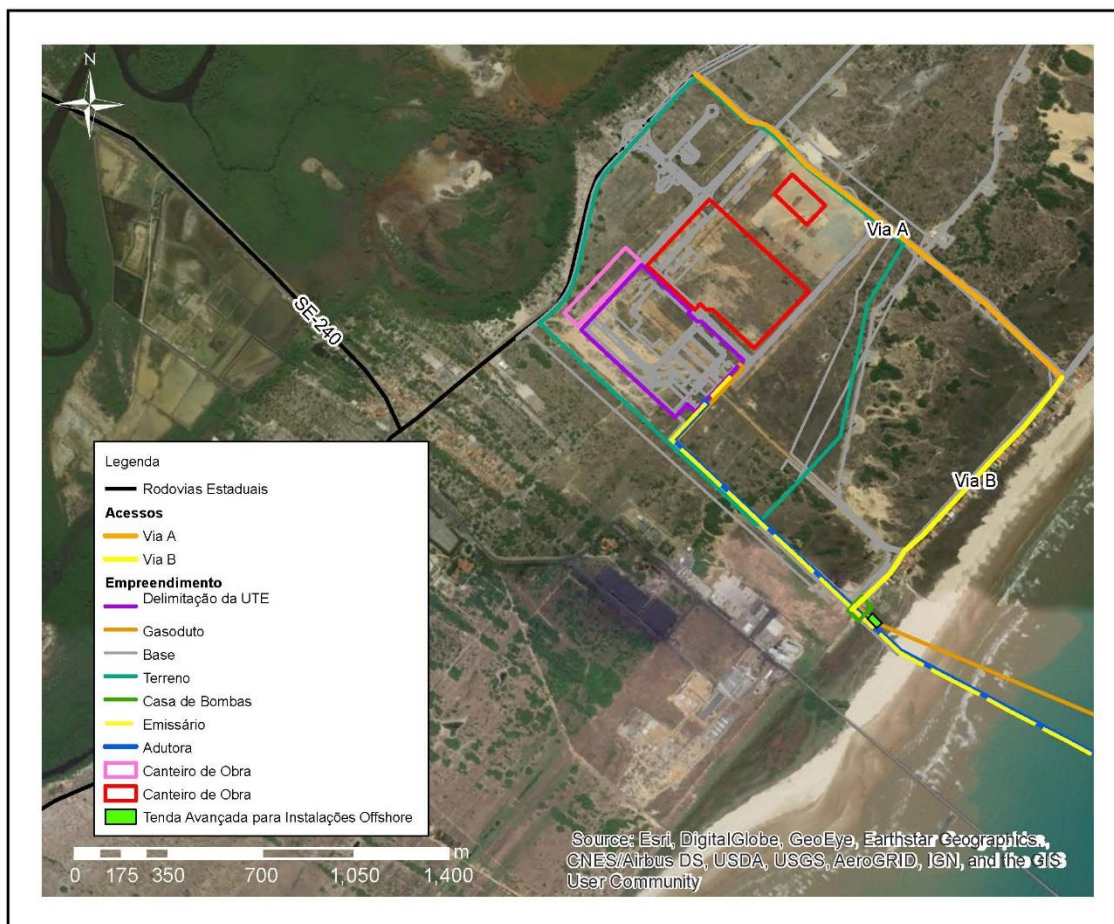 N
Via A
SE-240
Via B
Legenda
Rodovias Estaduais
Acessos
Via A
Via B
Empreendimento
Delimitação da UTE
Gasoduto
Base
Terreno
Casa de Bombas
Emissário
Adutora
Canteiro de Obra
Canteiro de Obra
Tenda Avançada para Instalações Offshore
m
0 175 350 700 1,050 1,400
Source: Esri, DigitalGlobe, GeoEye, Earthstar Geographics,
CNES/Airbus DS, USDA, USGS, AeroGRID, IGN, and the GIS
User Community